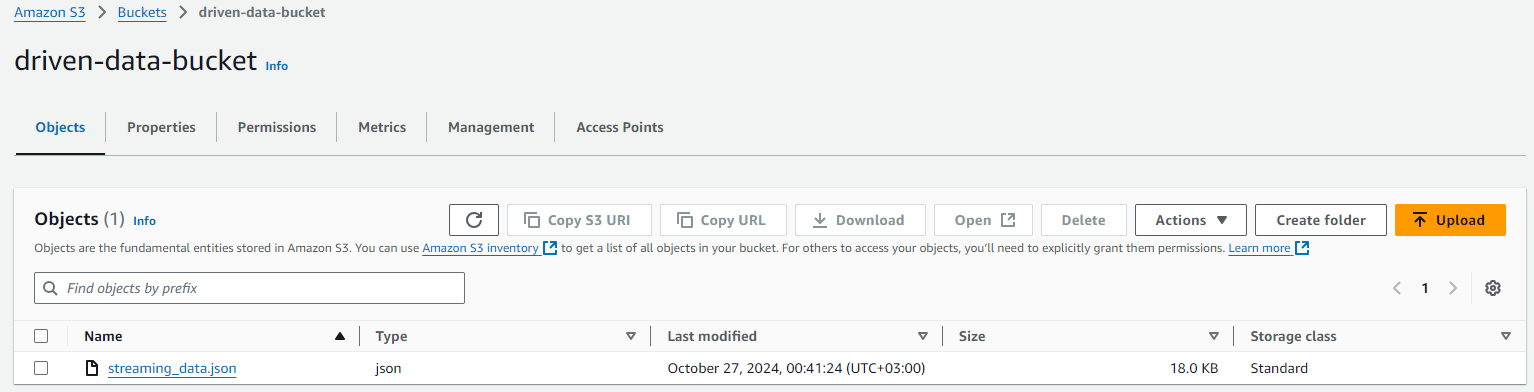 Amazon S3 > Buckets > driven-data-bucket
driven-data-bucket Info
Objects Properties Permissions Metrics Management Access Points
Objects (1) Info Copy S3 URI Copy URL Download Open Delete Actions Create folder Upload
Objects are the fundamental entities stored in Amazon S3. You can use Amazon S3 inventory to get a list of all objects in your bucket. For others to access your objects, you'll need to explicitly grant them permissions. Learn more
Find objects by prefix 1
Name Type Last modified Size Storage class
streaming_data.json json October 27, 2024, 00:41:24 (UTC+03:00) 18.0 KB Standard